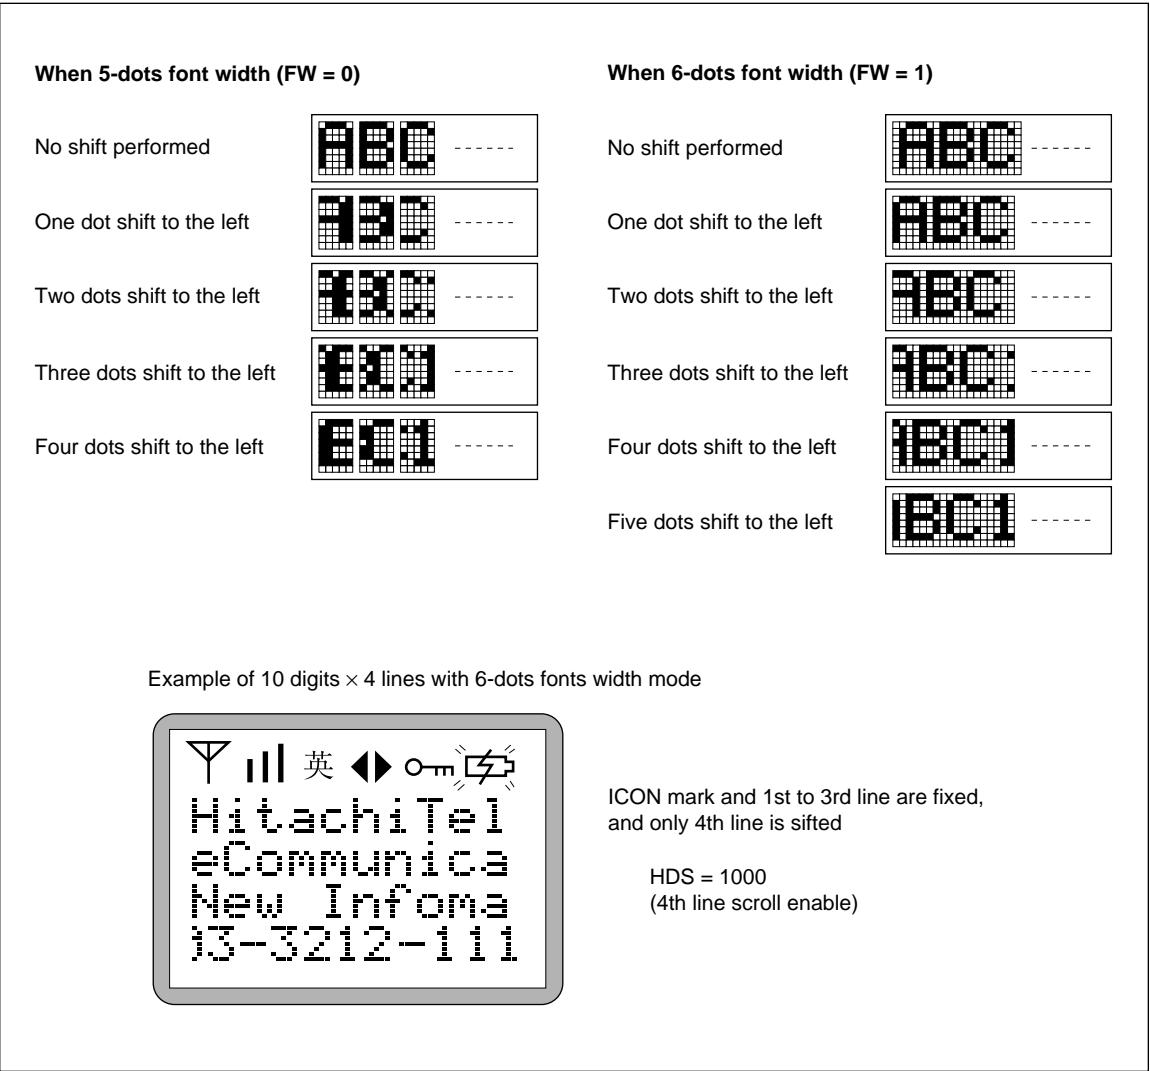 When 5-dots font width (FW = 0)
No shift performed
ABC ------
One dot shift to the left
------
Two dots shift to the left
------
Three dots shift to the left
------
Four dots shift to the left
------
When 6-dots font width (FW = 1)
No shift performed
ABC ------
One dot shift to the left
ABC ------
Two dots shift to the left
ABC ------
Three dots shift to the left
------
Four dots shift to the left
------
Five dots shift to the left
------
Example of 10 digits × 4 lines with 6-dots fonts width mode
英
HitachiTel
eCommunica
New Infoma
03-3212-111
ICON mark and 1st to 3rd line are fixed,
and only 4th line is sifted
HDS = 1000
(4th line scroll enable)